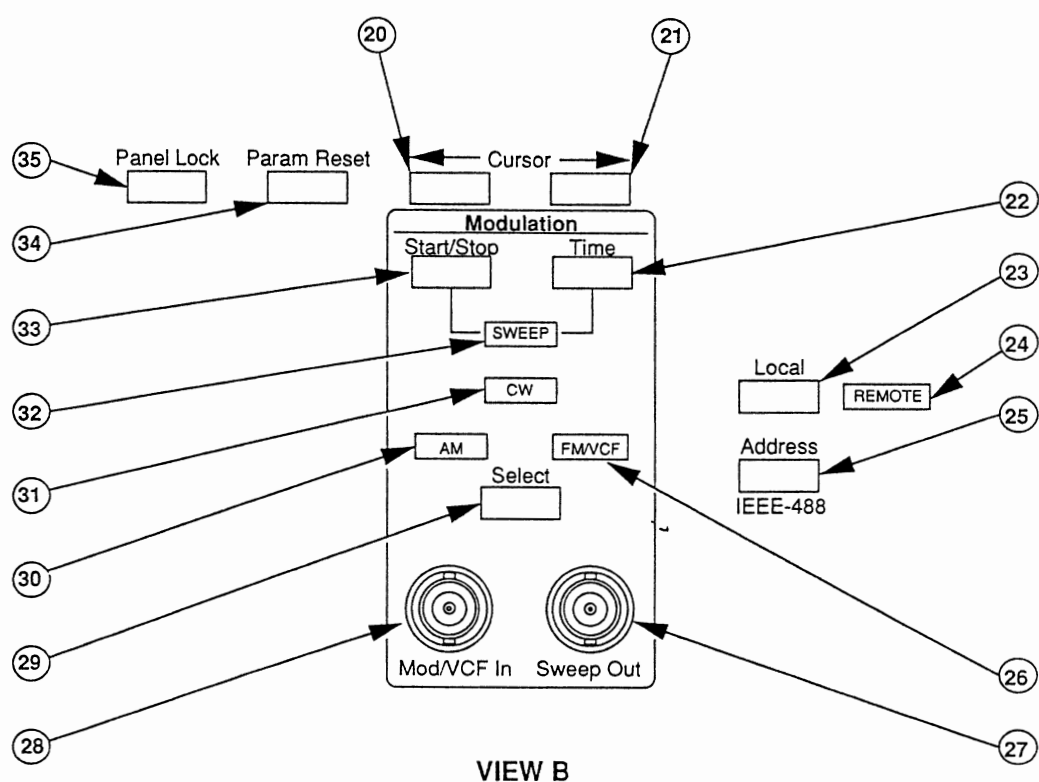 20
21
35
Panel Lock
Param Reset
Cursor
34
Modulation
22
Start/Stop
Time
33
SWEEP
23
Local
24
REMOTE
32
CW
25
Address
IEEE-488
31
AM
FM/VCF
Select
30
29
Mod/VCF In
Sweep Out
26
28
27
VIEW B